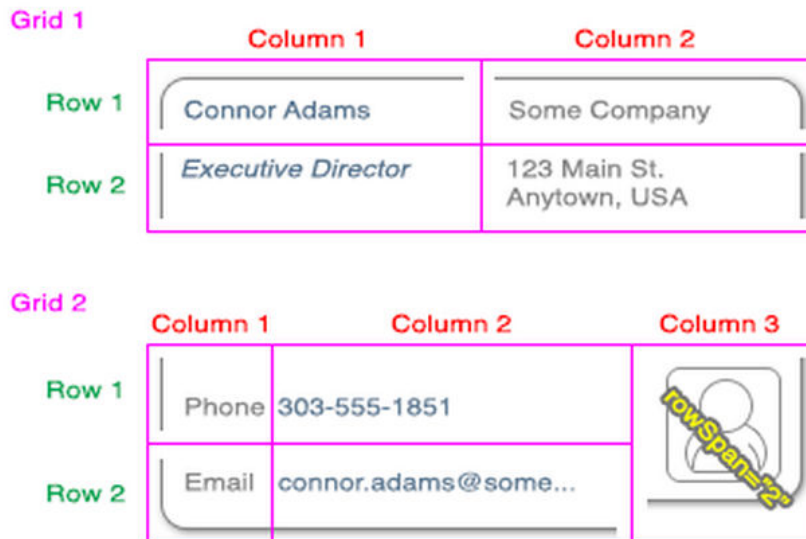 Grid 1
Column 1 Column 2
Row 1 Connor Adams Some Company
Row 2 Executive Director 123 Main St.
Anytown, USA
Grid 2
Column 1 Column 2 Column 3
Row 1 Phone 303-555-1851
rowSpan="2"
Row 2 Email connor.adams@some...